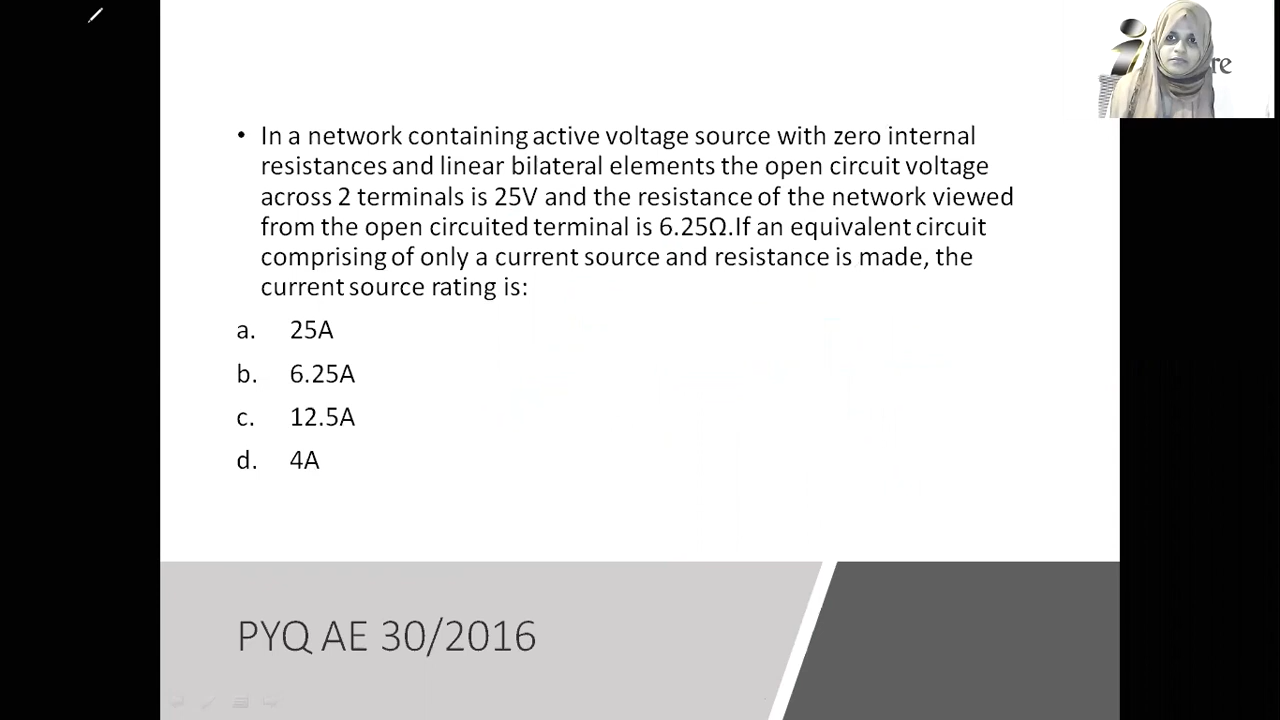 • In a network containing active voltage source with zero internal
resistances and linear bilateral elements the open circuit voltage
across 2 terminals is 25V and the resistance of the network viewed
from the open circuited terminal is 6.25Ω.If an equivalent circuit
comprising of only a current source and resistance is made, the
current source rating is:
a. 25A
b. 6.25A
c. 12.5A
d. 4A
PYQ AE 30/2016